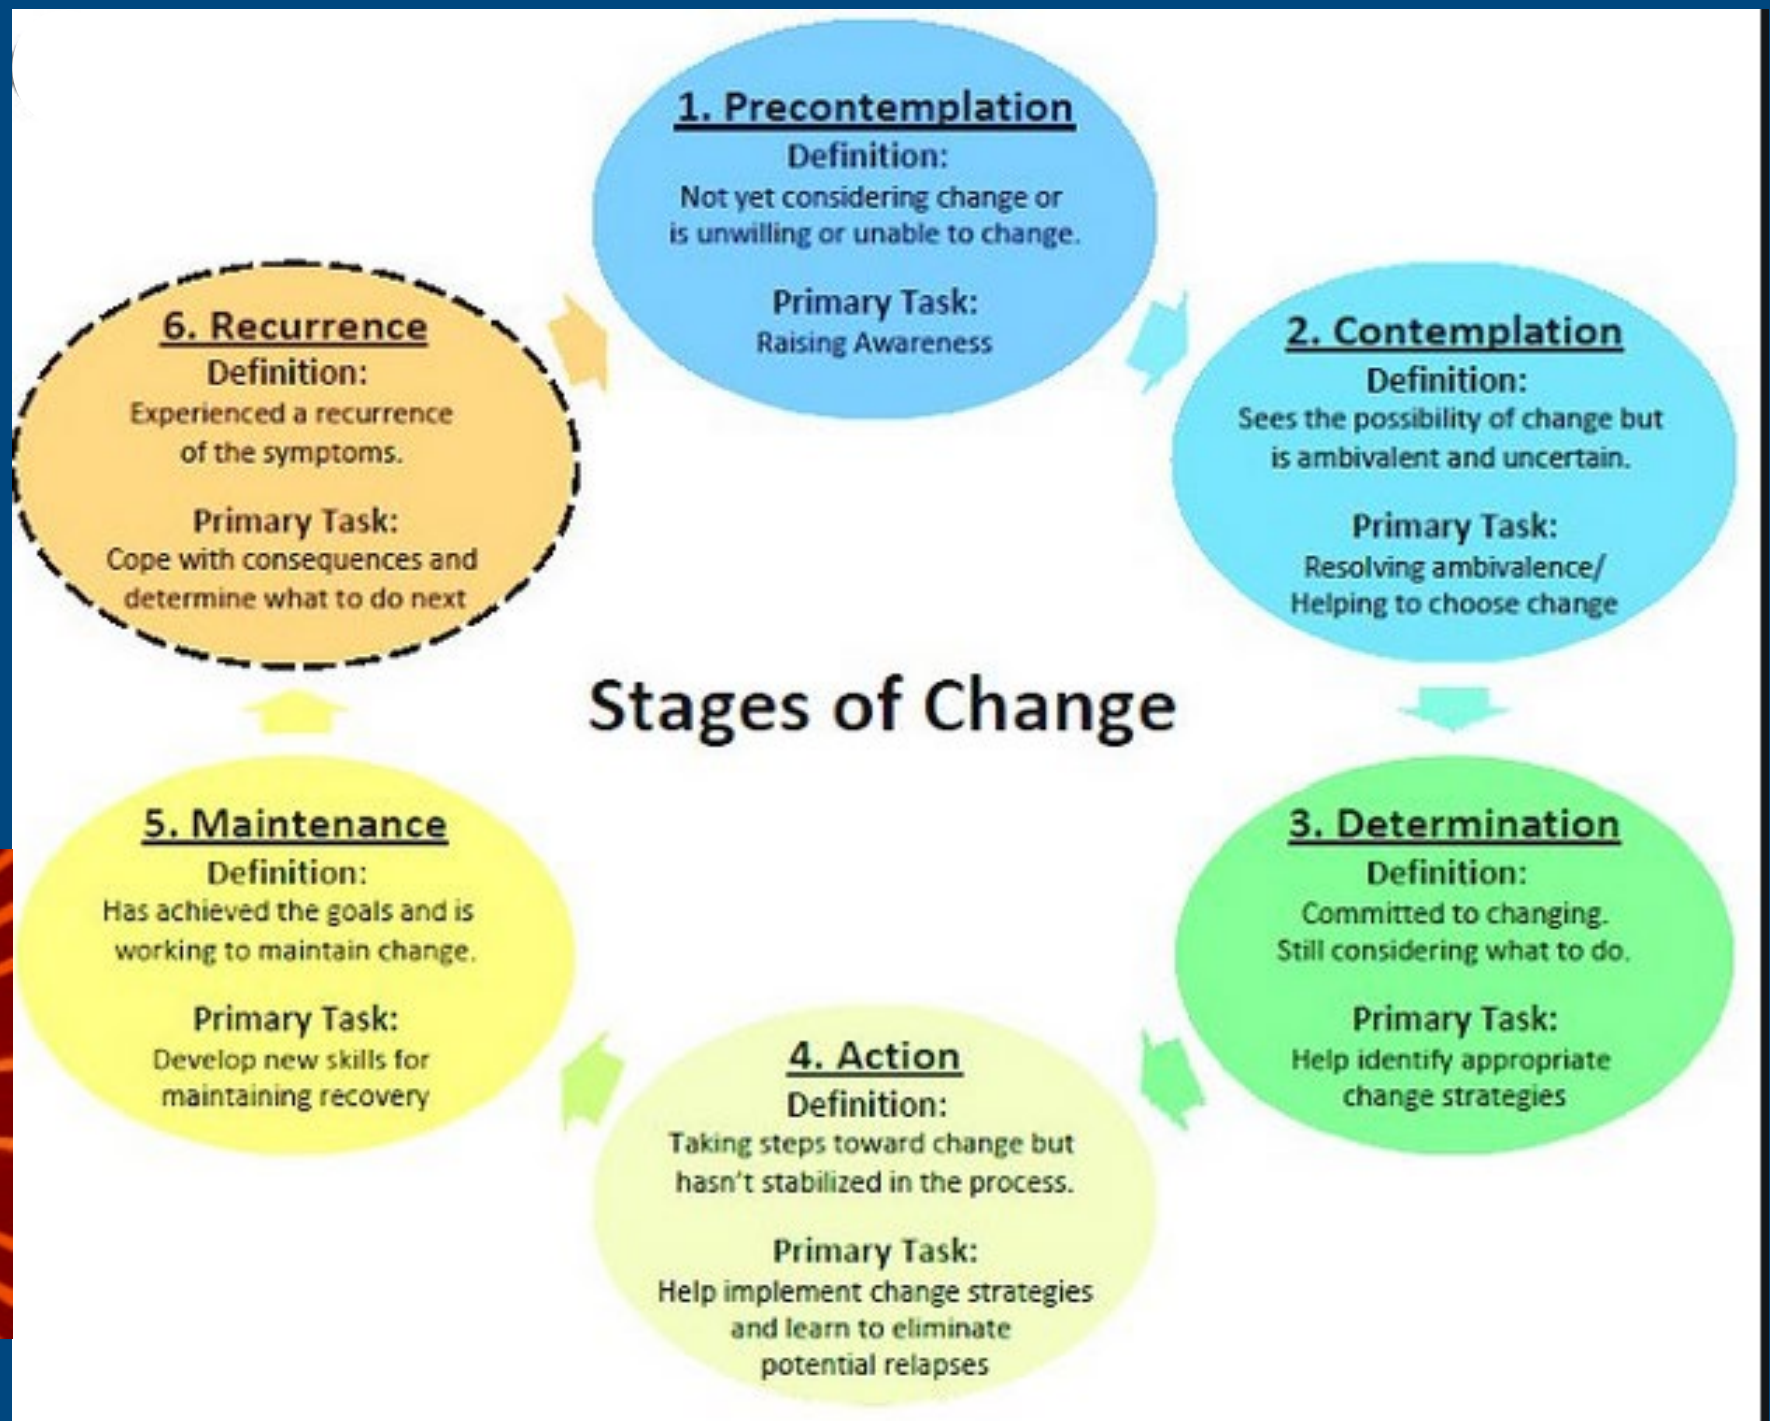 1. Precontemplation
Definition:
Not yet considering change or
is unwilling or unable to change.
Primary Task:
Raising Awareness
2. Contemplation
Definition:
Sees the possibility of change but
is ambivalent and uncertain.
Primary Task:
Resolving ambivalence/
Helping to choose change
3. Determination
Definition:
Committed to changing.
Still considering what to do.
Primary Task:
Help identify appropriate
change strategies
4. Action
Definition:
Taking steps toward change but
hasn't stabilized in the process.
Primary Task:
Help implement change strategies
and learn to eliminate
potential relapses
5. Maintenance
Definition:
Has achieved the goals and is
working to maintain change.
Primary Task:
Develop new skills for
maintaining recovery
6. Recurrence
Definition:
Experienced a recurrence
of the symptoms.
Primary Task:
Cope with consequences and
determine what to do next
Stages of Change